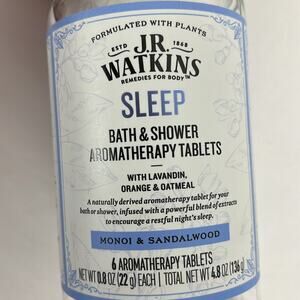 FORMULATED WITH PLANTS
ESTD 1868
J.R.
WATKINS
REMEDIES FOR BODY™
SLEEP
BATH & SHOWER
AROMATHERAPY TABLETS
WITH LAVANDIN,
ORANGE & OATMEAL
A naturally derived aromatherapy tablet for your
bath or shower, infused with a powerful blend of extracts
to encourage a restful night's sleep.
MONOI & SANDALWOOD
6 AROMATHERAPY TABLETS
NET WT 0.8 OZ (22 g) EACH | TOTAL NET WT 4.8 OZ (136 g)